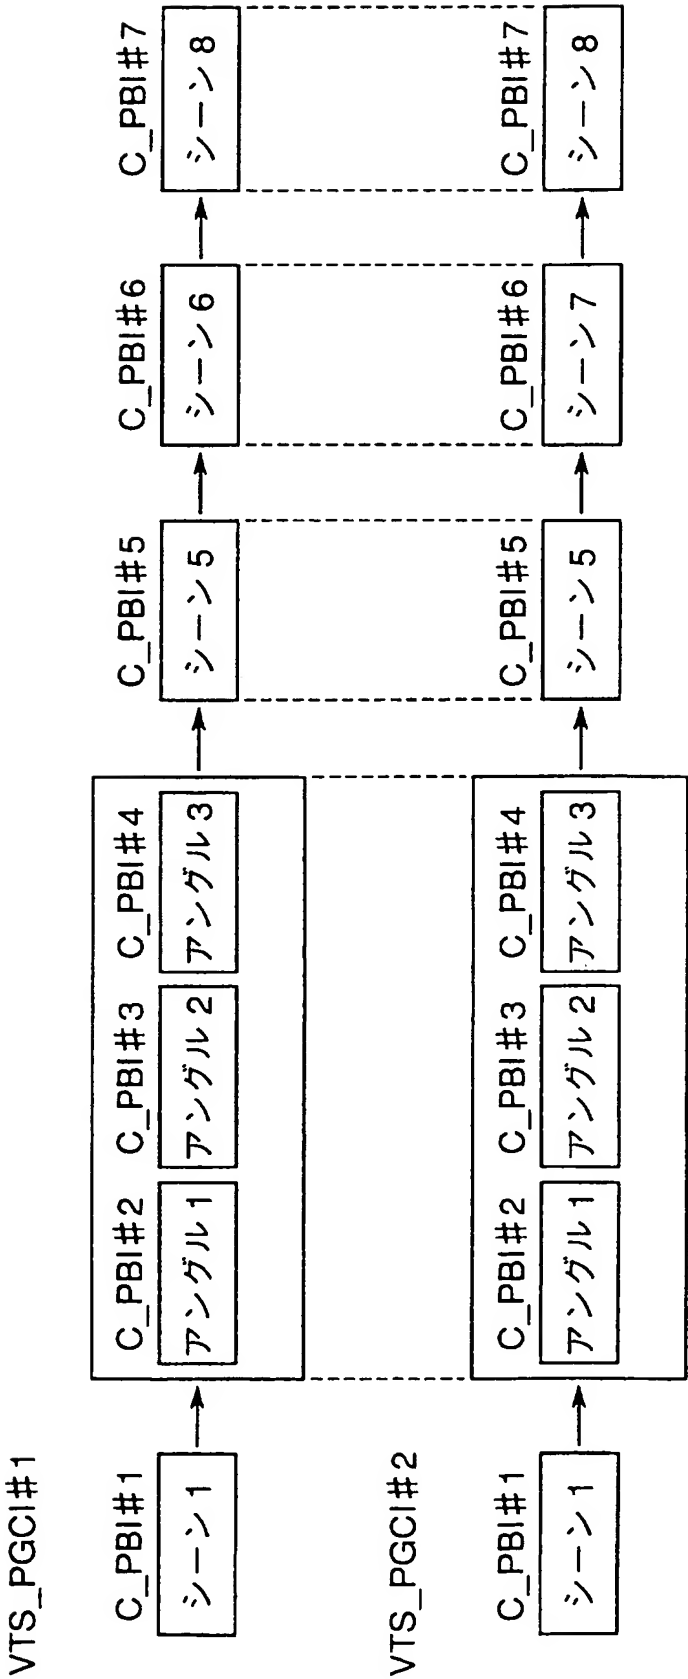 VTS_PGCI#1
C_PBI#1
シーン1
C_PBI#2
アングル1
C_PBI#3
アングル2
C_PBI#4
アングル3
C_PBI#5
シーン5
C_PBI#6
シーン6
C_PBI#7
シーン8
VTS_PGCI#2
C_PBI#1
シーン1
C_PBI#2
アングル1
C_PBI#3
アングル2
C_PBI#4
アングル3
C_PBI#5
シーン5
C_PBI#6
シーン7
C_PBI#7
シーン8